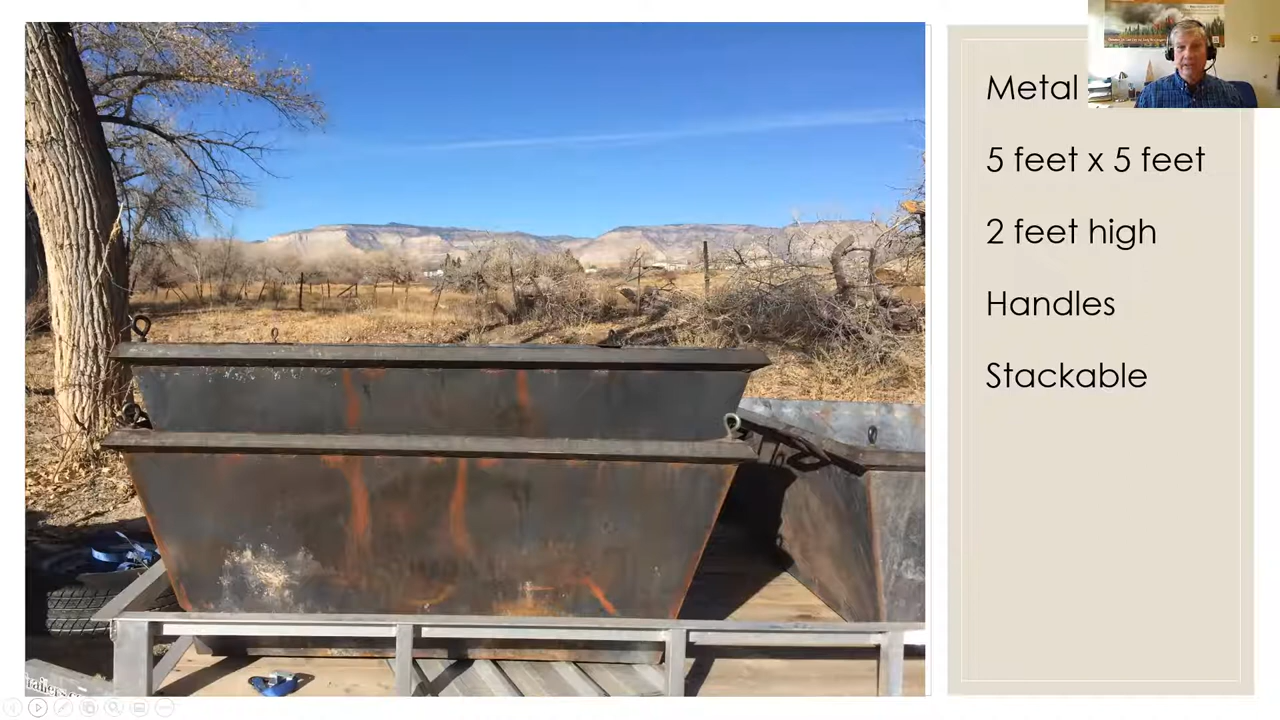 Metal
5 feet x 5 feet
2 feet high
Handles
Stackable